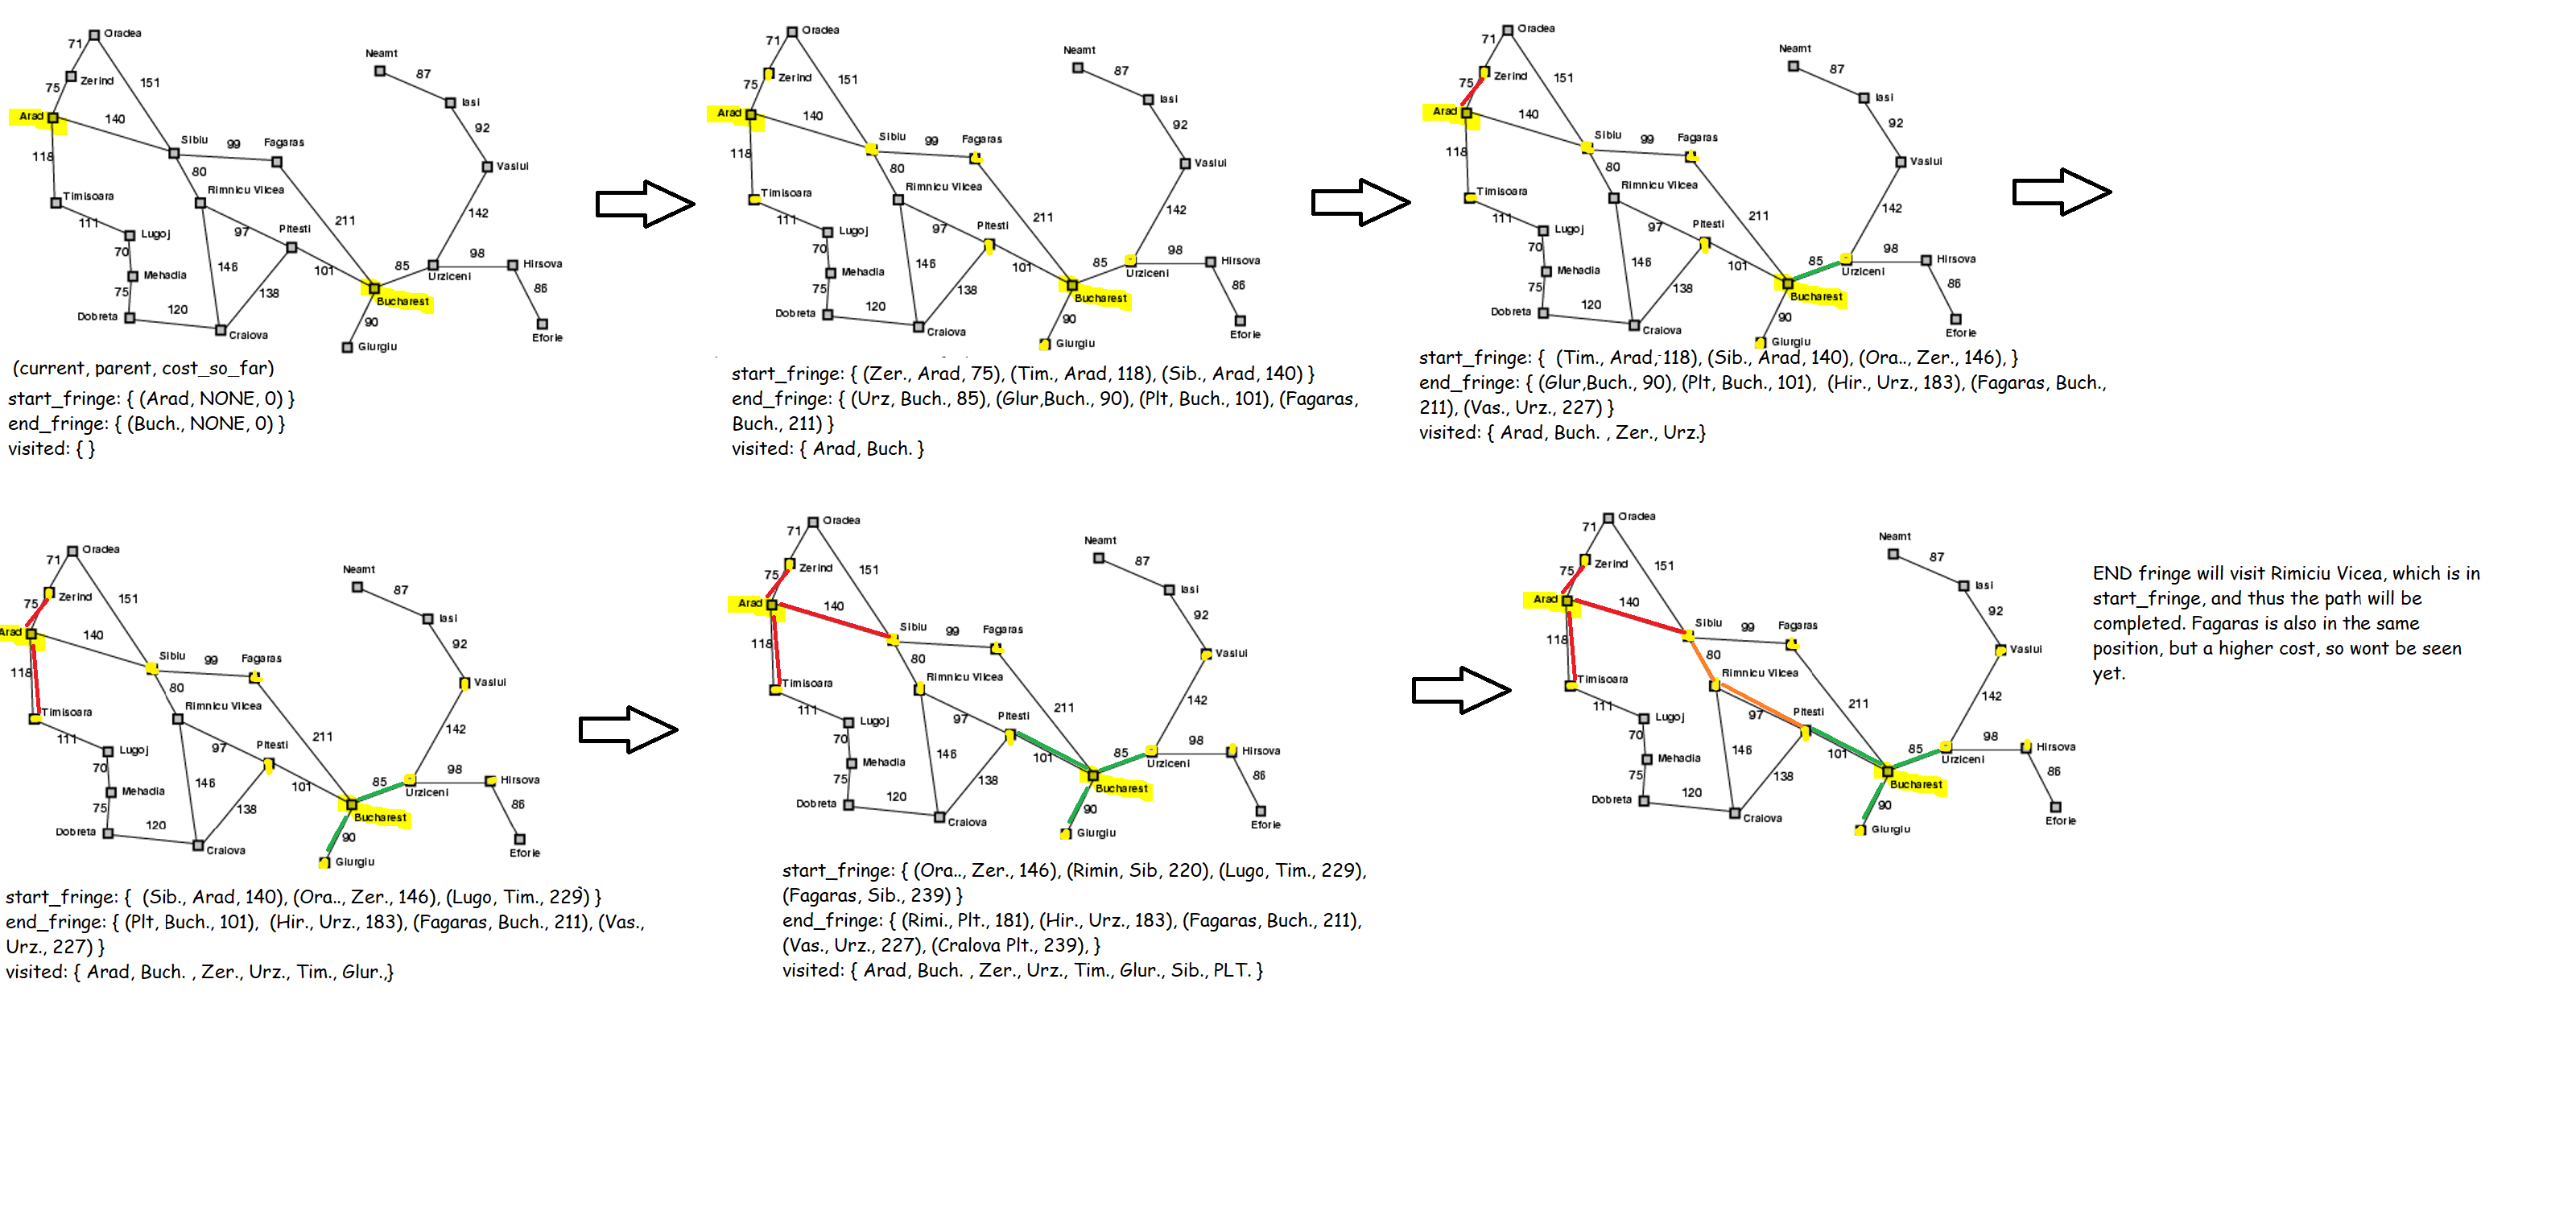 Oradea
71
Neamt
87
Zerind
151
75
Iasi
Arad
140
92
Sibiu
99
Fagaras
118
Vaslui
80
Timisoara
Rimnicu Vilcea
142
111
Lugoj
97
Pitesti
211
70
98
Hirsova
146
85
Mehadia
101
Urziceni
75
138
86
Bucharest
Dobreta
120
90
Craiova
Eforie
Giurgiu
(current, parent, cost_so_far)
start_fringe: { (Arad, NONE, 0) }
end_fringe: { (Buch., NONE, 0) }
visited: { }
Oradea
71
Neamt
87
Zerind
151
75
Iasi
Arad
140
92
Sibiu
99
Fagaras
118
Vaslui
80
Timisoara
Rimnicu Vilcea
142
111
Lugoj
97
Pitesti
211
70
98
Hirsova
146
85
Mehadia
101
Urziceni
75
138
86
Bucharest
Dobreta
120
90
Craiova
Eforie
Giurgiu
start_fringe: { (Zer., Arad, 75), (Tim., Arad, 118), (Sib., Arad, 140) }
end_fringe: { (Urz, Buch., 85), (Glur,Buch., 90), (Plt, Buch., 101), (Fagaras,
Buch., 211) }
visited: { Arad, Buch. }
Oradea
71
Neamt
87
Zerind
151
75
Iasi
Arad
140
92
Sibiu
99
Fagaras
118
Vaslui
80
Timisoara
Rimnicu Vilcea
142
111
Lugoj
97
Pitesti
211
70
98
Hirsova
146
85
Mehadia
101
Urziceni
75
138
86
Bucharest
Dobreta
120
90
Craiova
Eforie
Giurgiu
start_fringe: {  (Tim., Arad, 118), (Sib., Arad, 140), (Ora.., Zer., 146), }
end_fringe: { (Glur,Buch., 90), (Plt, Buch., 101),  (Hir., Urz., 183), (Fagaras, Buch.,
211), (Vas., Urz., 227) }
visited: { Arad, Buch. , Zer., Urz.}
Oradea
71
Neamt
87
Zerind
151
75
Iasi
Arad
140
92
Sibiu
99
Fagaras
118
Vaslui
80
Timisoara
Rimnicu Vilcea
142
111
Lugoj
97
Pitesti
211
70
98
Hirsova
146
85
Mehadia
101
Urziceni
75
138
86
Bucharest
Dobreta
120
90
Craiova
Eforie
Giurgiu
start_fringe: {  (Sib., Arad, 140), (Ora.., Zer., 146), (Lugo, Tim., 229) }
end_fringe: { (Plt, Buch., 101),  (Hir., Urz., 183), (Fagaras, Buch., 211), (Vas.,
Urz., 227) }
visited: { Arad, Buch. , Zer., Urz., Tim., Glur.,}
Oradea
71
Neamt
87
Zerind
151
75
Iasi
Arad
140
92
Sibiu
99
Fagaras
118
Vaslui
80
Timisoara
Rimnicu Vilcea
142
111
Lugoj
97
Pitesti
211
70
98
Hirsova
146
85
Mehadia
101
Urziceni
75
138
86
Bucharest
Dobreta
120
90
Craiova
Eforie
Giurgiu
start_fringe: { (Ora.., Zer., 146), (Rimin, Sib, 220), (Lugo, Tim., 229),
(Fagaras, Sib., 239) }
end_fringe: { (Rimi., Plt., 181), (Hir., Urz., 183), (Fagaras, Buch., 211),
(Vas., Urz., 227), (Cralova Plt., 239), }
visited: { Arad, Buch. , Zer., Urz., Tim., Glur., Sib., PLT. }
Oradea
71
Neamt
87
Zerind
151
75
Iasi
Arad
140
92
Sibiu
99
Fagaras
118
Vaslui
80
Timisoara
Rimnicu Vilcea
142
111
Lugoj
97
Pitesti
211
70
98
Hirsova
146
85
Mehadia
101
Urziceni
75
138
86
Bucharest
Dobreta
120
90
Craiova
Eforie
Giurgiu
END fringe will visit Rimiciu Vicea, which is in
start_fringe, and thus the path will be
completed. Fagaras is also in the same
position, but a higher cost, so wont be seen
yet.